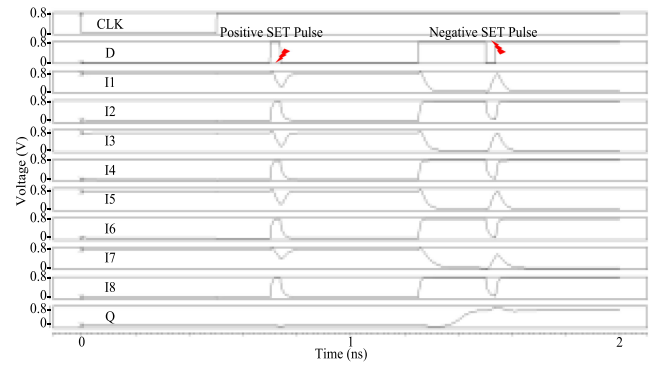 0.8
0
CLK
Positive SET Pulse
Negative SET Pulse
0.8
0
D
0.8
0
I1
0.8
0
I2
0.8
0
I3
0.8
0
I4
0.8
0
I5
0.8
0
I6
0.8
0
I7
0.8
0
I8
0.8
0
Q
Voltage (V)
0
1
2
Time (ns)